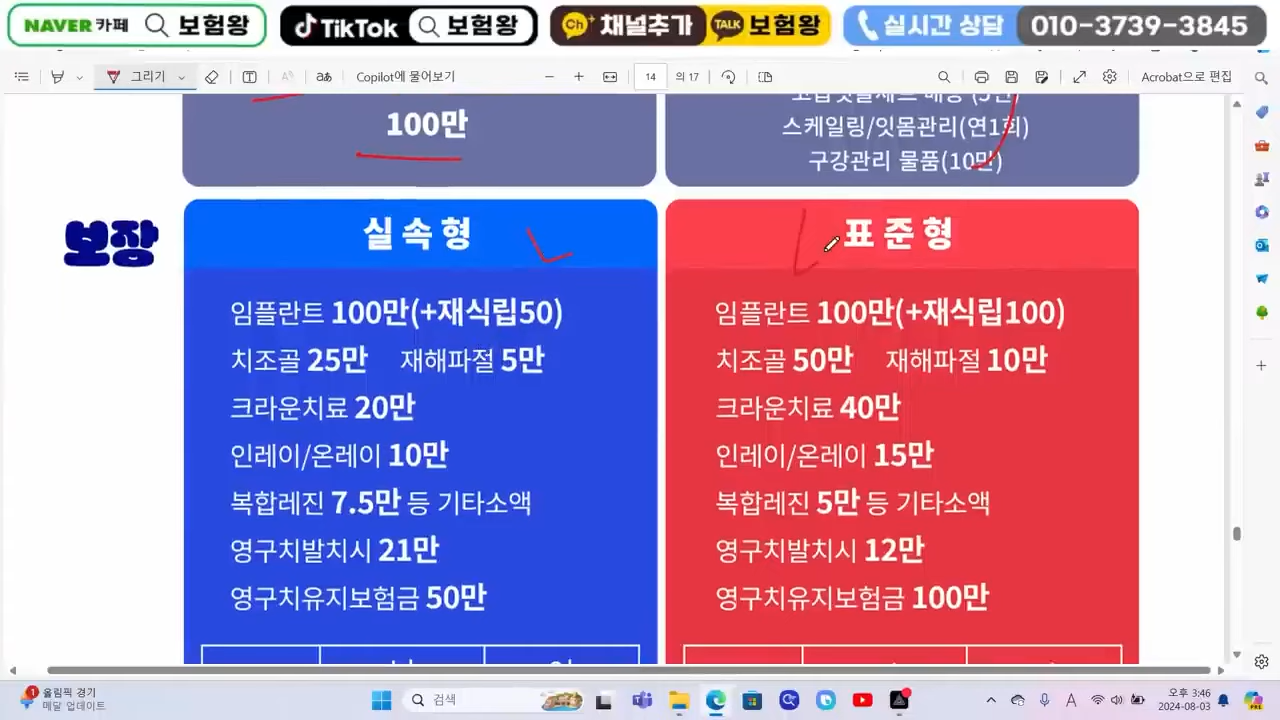 NAVER 카페 보험왕
TikTok 보험왕
Ch+ 채널추가 TALK 보험왕
실시간 상담 010-3739-3845
그리기
Copilot에 물어보기
14 의 17
Acrobat으로 편집
100만
스케일링/잇몸관리(연1회)
구강관리 물품(10만)
보장
실속형
임플란트 100만(+재식립50)
치조골 25만 재해파절 5만
크라운치료 20만
인레이/온레이 10만
복합레진 7.5만 등 기타소액
영구치발치시 21만
영구치유지보험금 50만
표준형
임플란트 100만(+재식립100)
치조골 50만 재해파절 10만
크라운치료 40만
인레이/온레이 15만
복합레진 5만 등 기타소액
영구치발치시 12만
영구치유지보험금 100만
1
올림픽 경기
메달 업데이트
검색
A
오후 3:46
2024-08-03